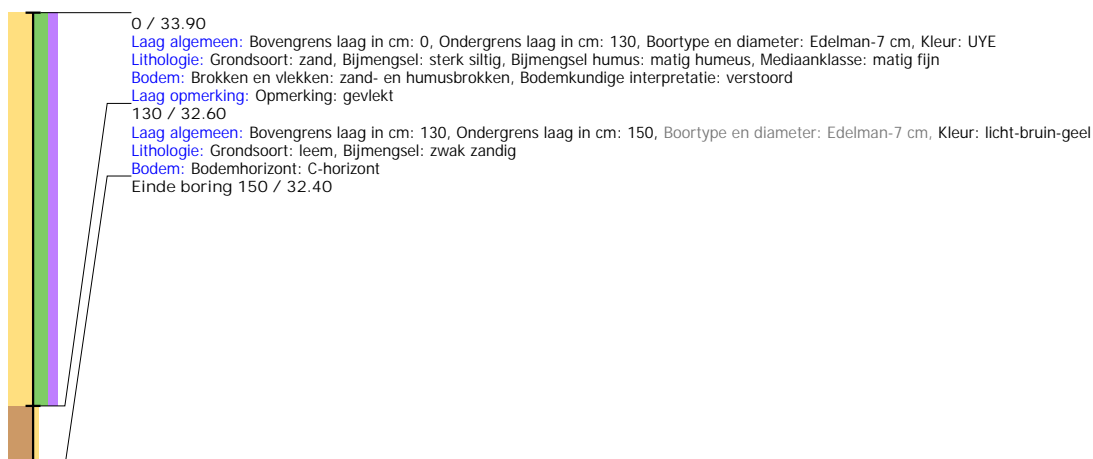 0 / 33.90
Laag algemeen: Bovengrens laag in cm: 0, Ondergrens laag in cm: 130, Boortype en diameter: Edelman-7 cm, Kleur: UYE
Lithologie: Grondsoort: zand, Bijmengsel: sterk siltig, Bijmengsel humus: matig humeus, Mediaanklasse: matig fijn
Bodem: Brokken en vlekken: zand- en humusbrokken, Bodemkundige interpretatie: verstoord
Laag opmerking: Opmerking: gevlekt
130 / 32.60
Laag algemeen: Bovengrens laag in cm: 130, Ondergrens laag in cm: 150, Boortype en diameter: Edelman-7 cm, Kleur: licht-bruin-geel
Lithologie: Grondsoort: leem, Bijmengsel: zwak zandig
Bodem: Bodemhorizont: C-horizont
Einde boring 150 / 32.40